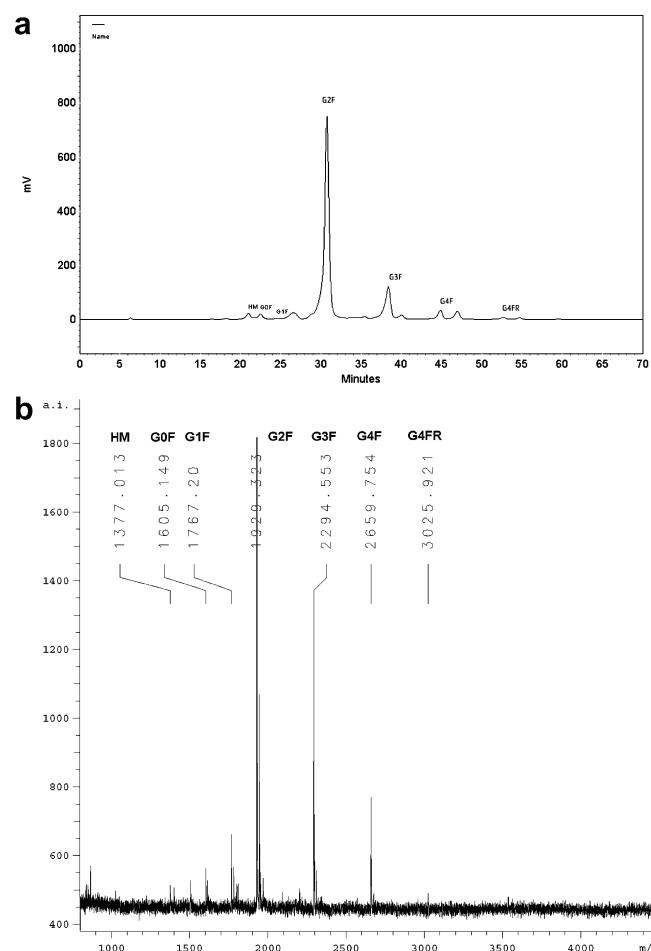 a
1000
800
600
400
200
0
mV
Name
G2F
HM G0F
G1F
G3F
G4F
G4FR
0 5 10 15 20 25 30 35 40 45 50 55 60 65 70
Minutes
b
a.i.
1800
1600
1400
1200
1000
800
600
400
HM G0F G1F G2F G3F G4F G4FR
1377.013
1605.149
1767.20
1929.323
2294.553
2659.754
3025.921
1000 1500 2000 2500 3000 3500 4000 m/